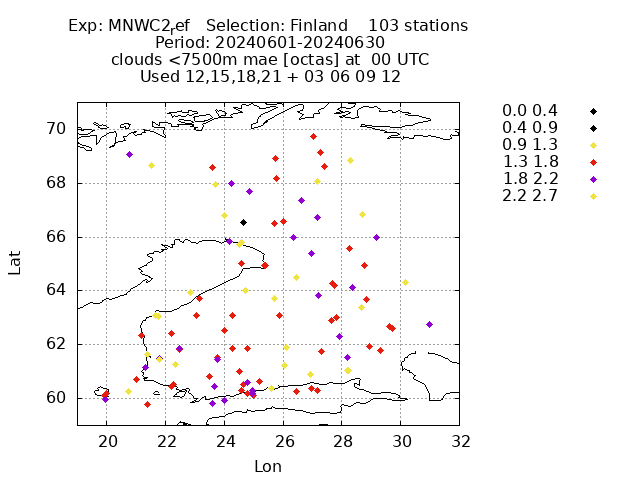 Exp: MNWC2ref   Selection: Finland    103 stations
Period: 20240601-20240630
clouds <7500m mae [octas] at  00 UTC
Used 12,15,18,21 + 03 06 09 12
0.0 0.4
0.4 0.9
0.9 1.3
1.3 1.8
1.8 2.2
2.2 2.7
70
68
66
64
62
60
Lat
20 22 24 26 28 30 32
Lon